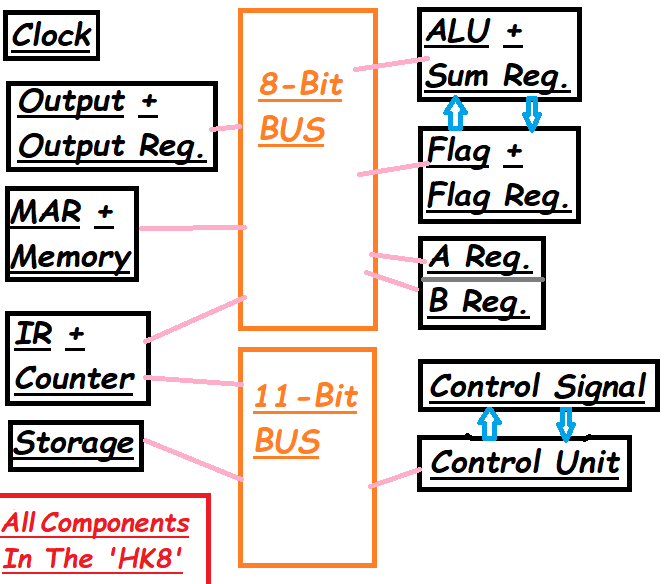 Clock
Output +
Output Reg.
MAR +
Memory
IR +
Counter
Storage
All Components
In The 'HK8'
8-Bit
BUS
11-Bit
BUS
ALU +
Sum Reg.
Flag +
Flag Reg.
A Reg.
B Reg.
Control Signal
Control Unit